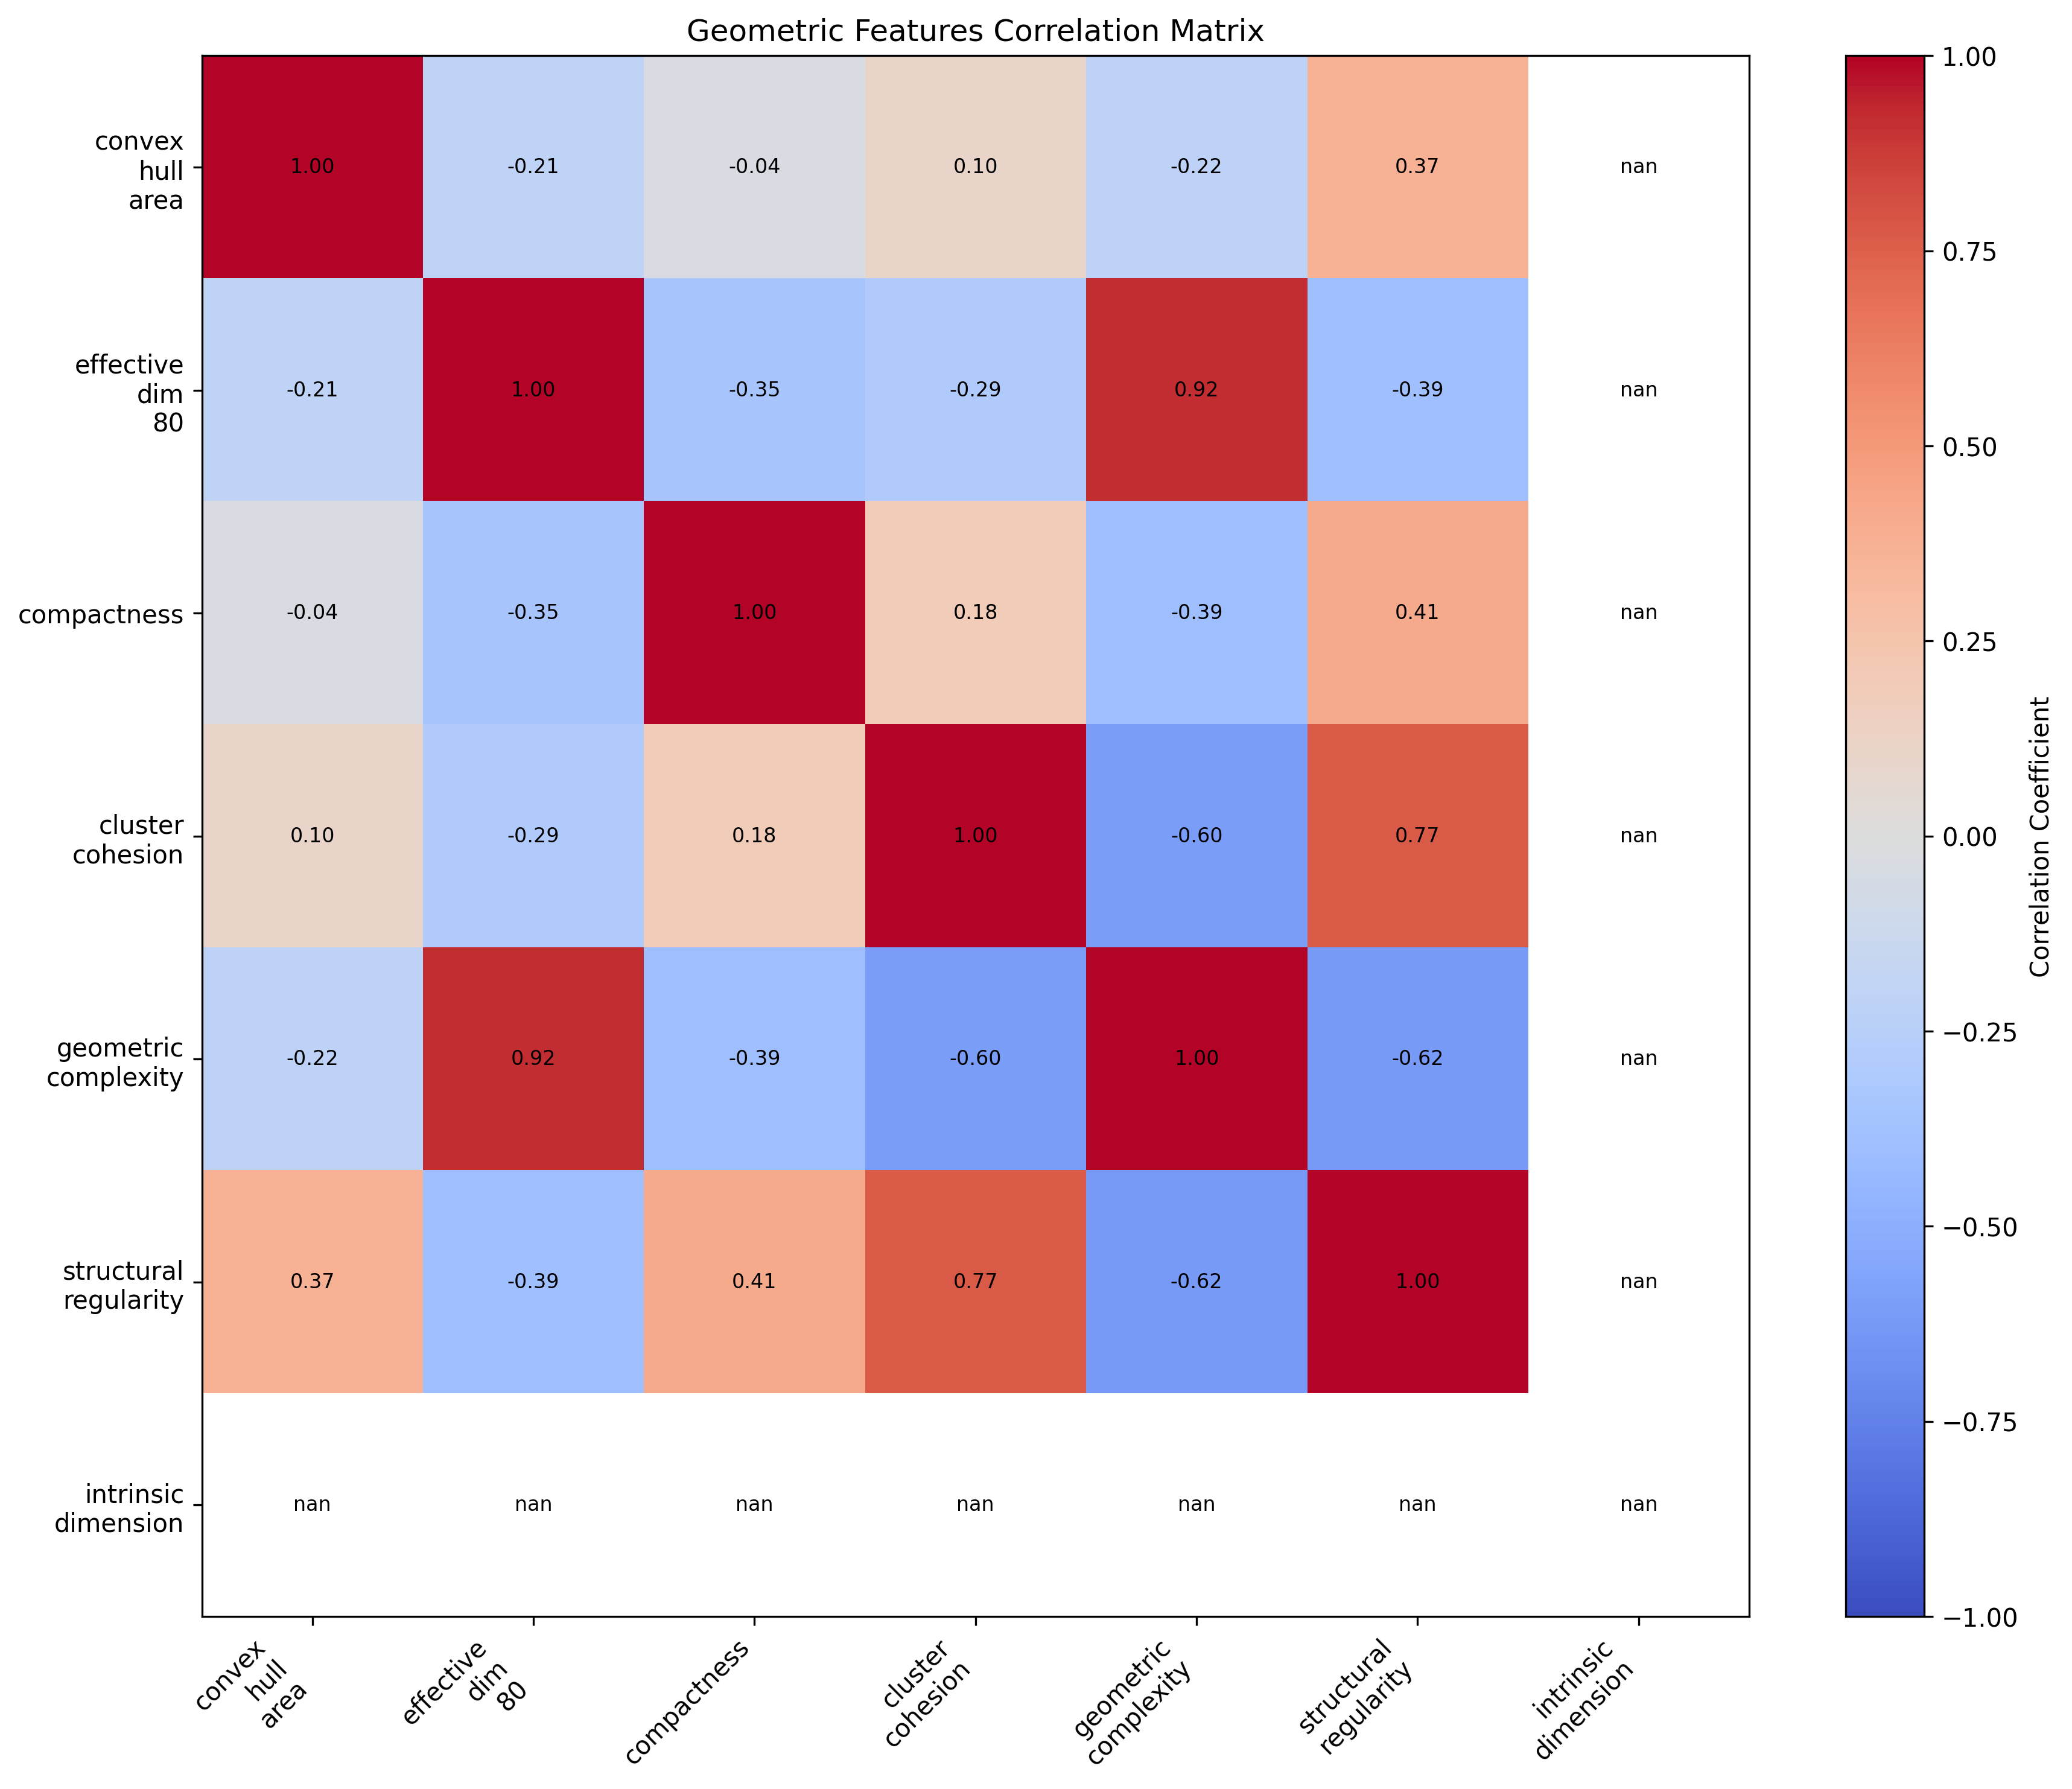 Geometric Features Correlation Matrix
convex
hull
area
1.00 -0.21 -0.04 0.10 -0.22 0.37 nan
effective
dim
80
-0.21 1.00 -0.35 -0.29 0.92 -0.39 nan
compactness
-0.04 -0.35 1.00 0.18 -0.39 0.41 nan
cluster
cohesion
0.10 -0.29 0.18 1.00 -0.60 0.77 nan
geometric
complexity
-0.22 0.92 -0.39 -0.60 1.00 -0.62 nan
structural
regularity
0.37 -0.39 0.41 0.77 -0.62 1.00 nan
intrinsic
dimension
nan nan nan nan nan nan nan
convex
hull
area
effective
dim
80
compactness
cluster
cohesion
geometric
complexity
structural
regularity
intrinsic
dimension
1.00
0.75
0.50
0.25
0.00
−0.25
−0.50
−0.75
−1.00
Correlation Coefficient